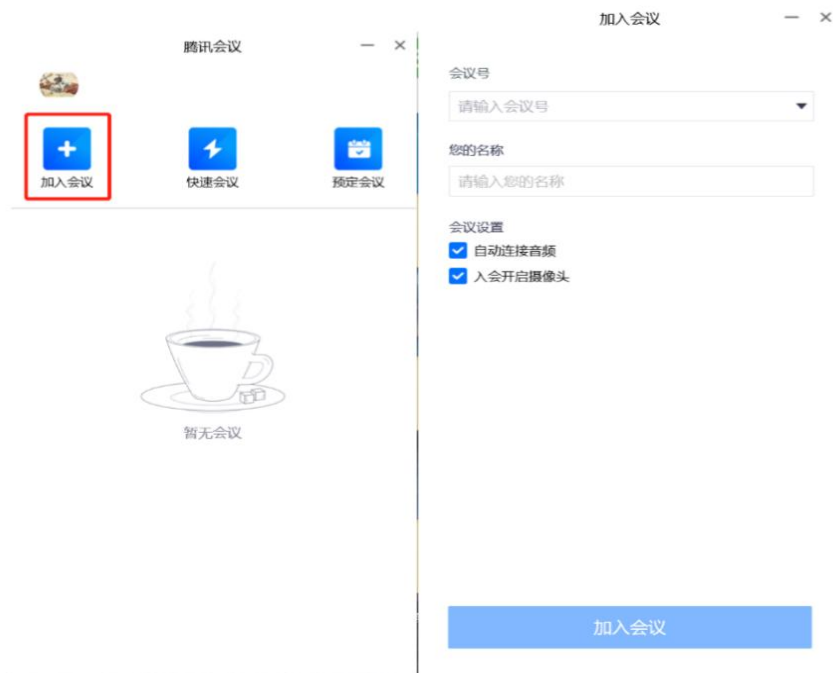 腾讯会议
加入会议
快速会议
预定会议
暂无会议
加入会议
会议号
请输入会议号
您的名称
请输入您的名称
会议设置
自动连接音频
入会开启摄像头
加入会议